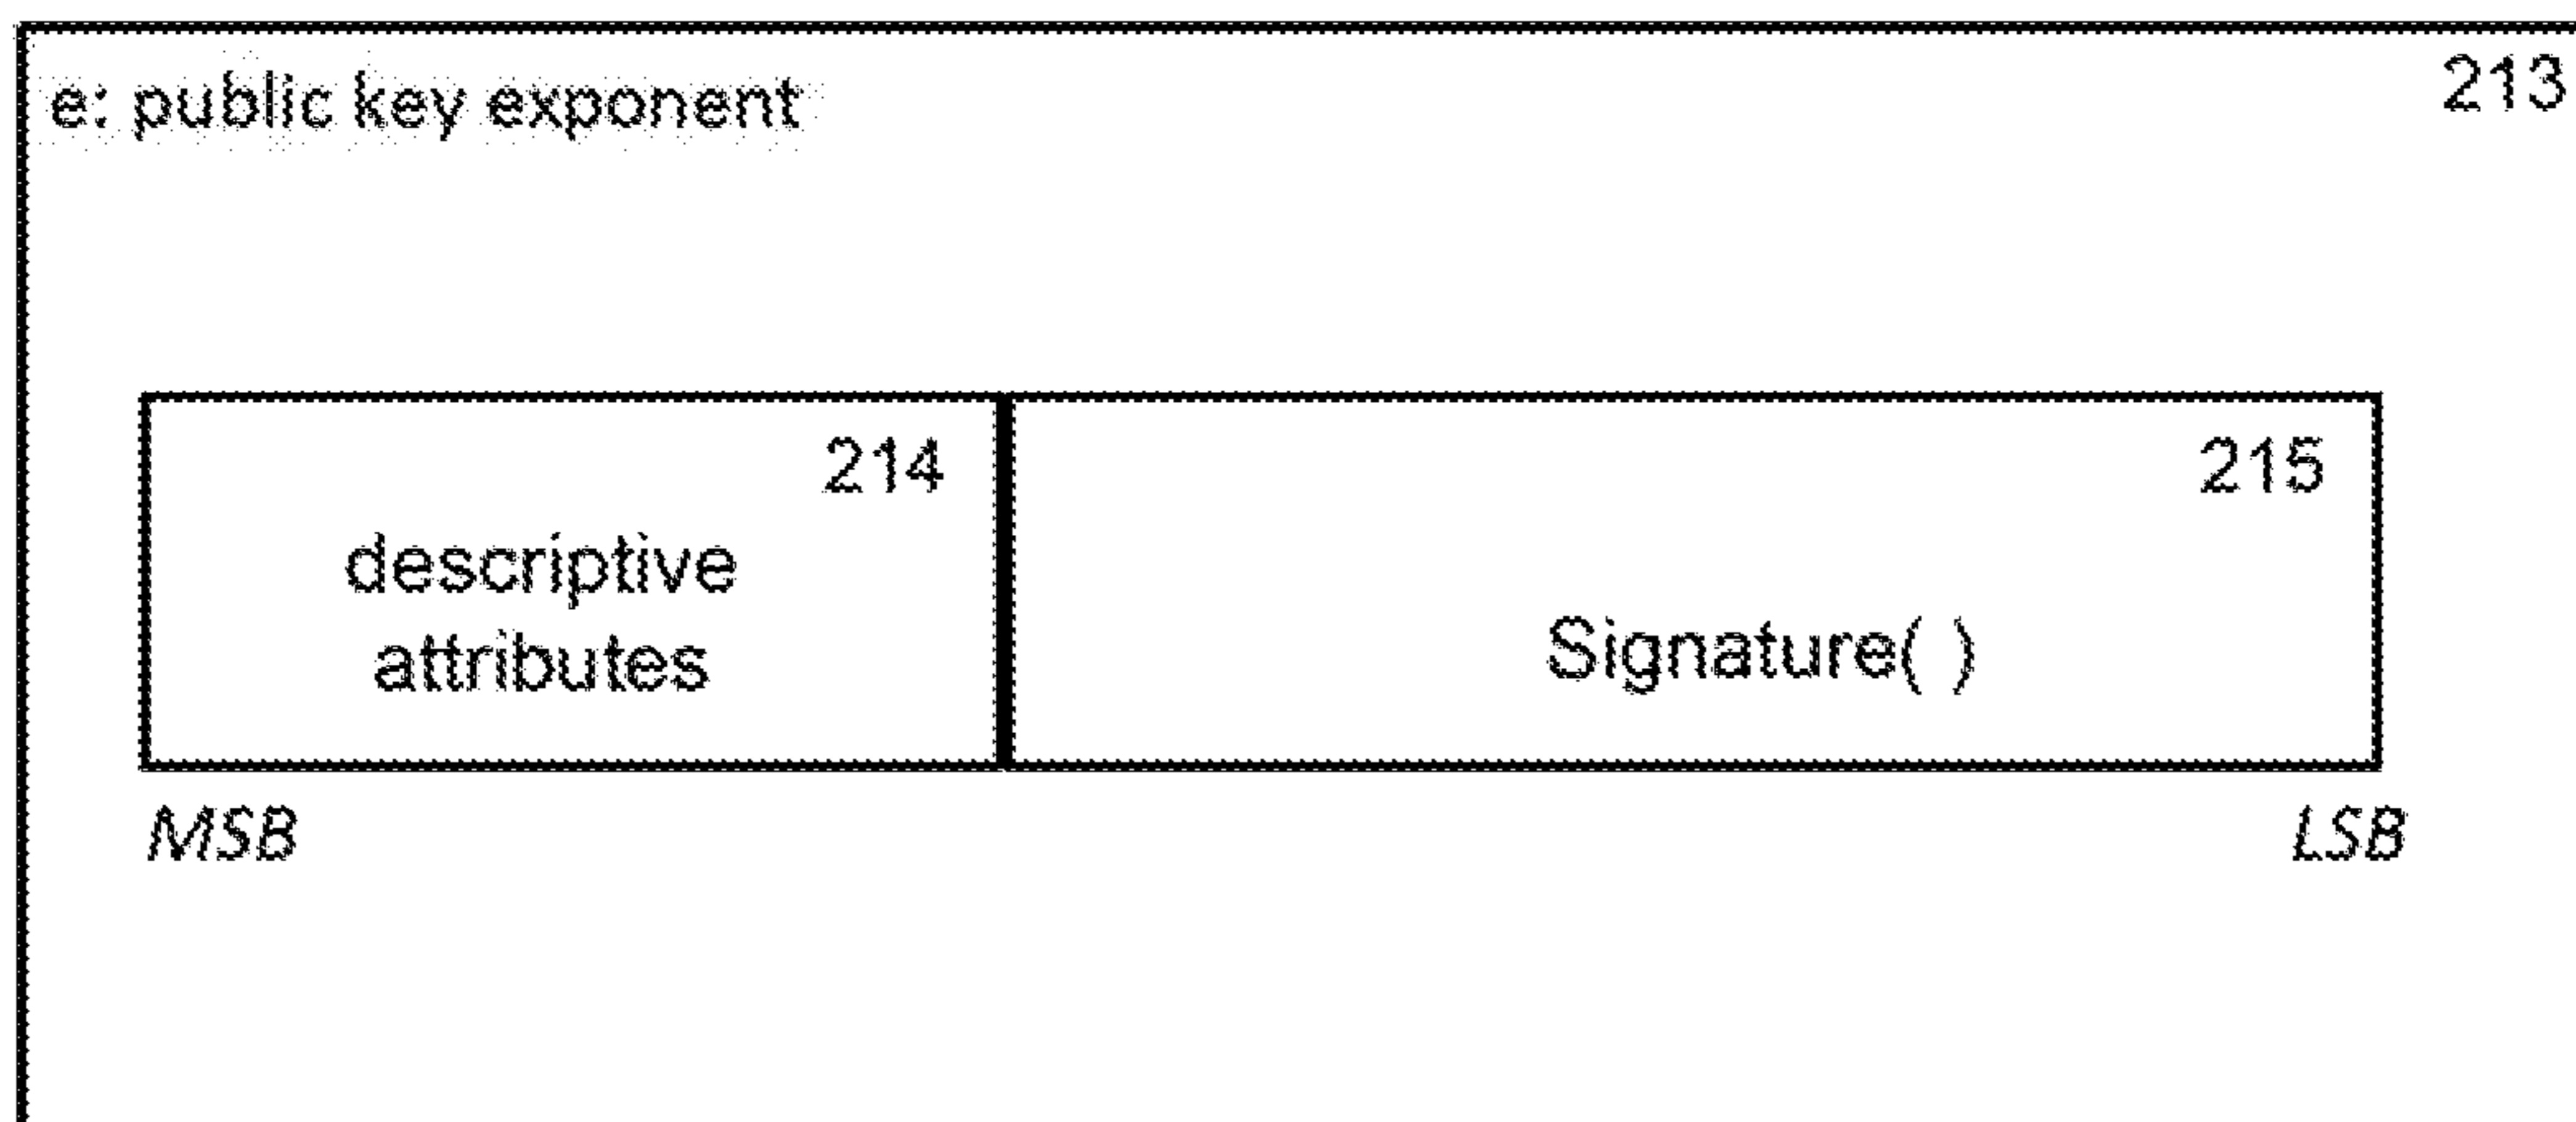 e: public key exponent 213
214 215
descriptive
attributes Signature( )
MSB LSB